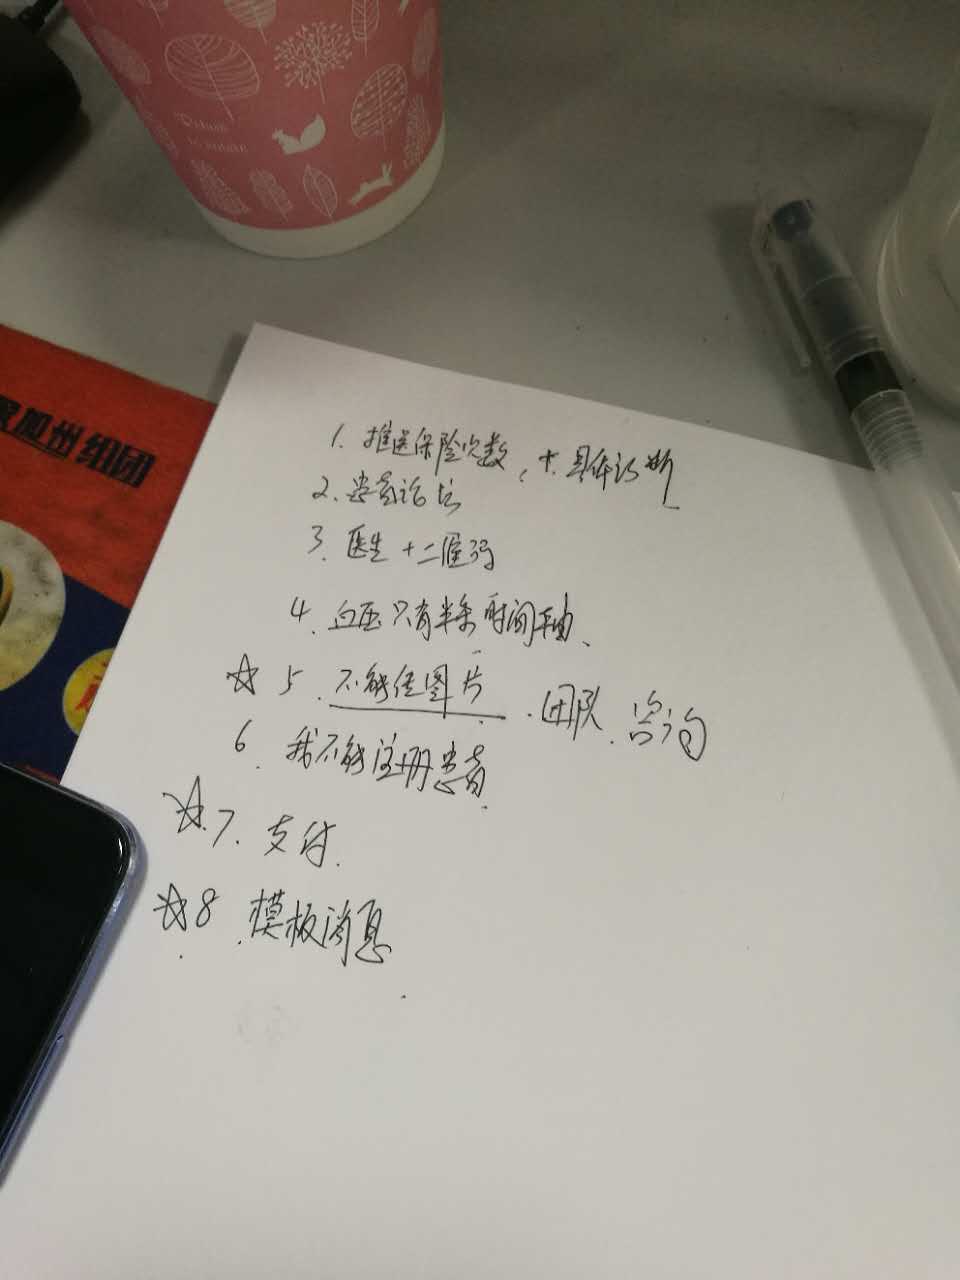 加州组团
1. 推送保险次数, +具体诊断
2. 患者论坛
3. 医生 + 二维码
4. 血压只有半条时间轴、
☆ 5. 不能传图片. 团队 咨询
6. 我不能注册患者.
☆ 7. 支付.
☆ 8. 模板消息.